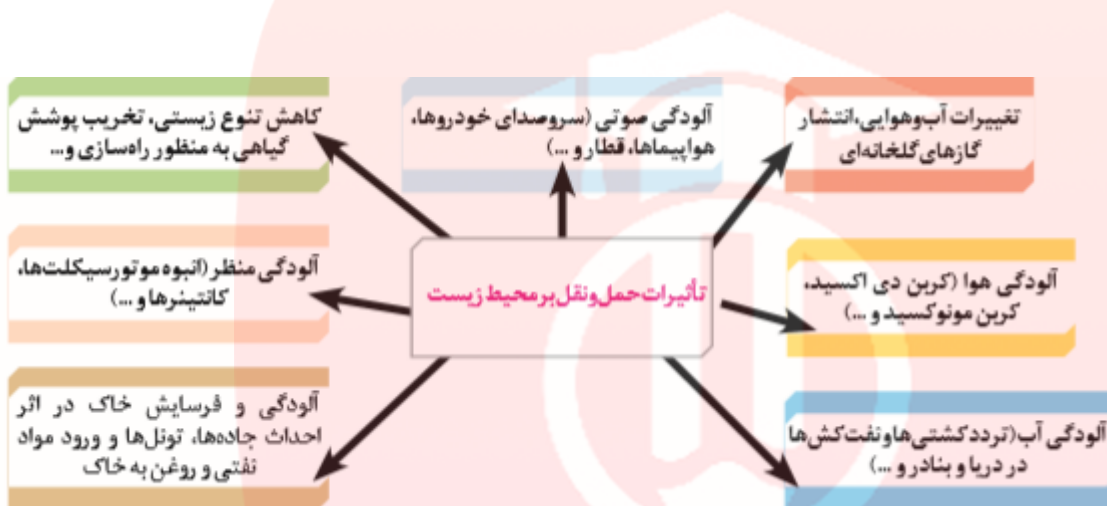 تغییرات آب‌وهوایی، انتشار
گازهای گلخانه‌ای
آلودگی صوتی (سروصدای خودروها،
هواپیماها، قطار و ...)
کاهش تنوع زیستی، تخریب پوشش
گیاهی به منظور راه‌سازی و...
تأثیرات حمل‌ونقل بر محیط زیست
آلودگی هوا (کربن دی اکسید،
کربن مونوکسید و ...)
آلودگی منظر (انبوه موتورسیکلت‌ها،
کانتینرها و ...)
آلودگی آب (تردد کشتی‌ها و نفت‌کش‌ها
در دریا و بنادر و ...)
آلودگی و فرسایش خاک در اثر
احداث جاده‌ها، تونل‌ها و ورود مواد
نفتی و روغن به خاک